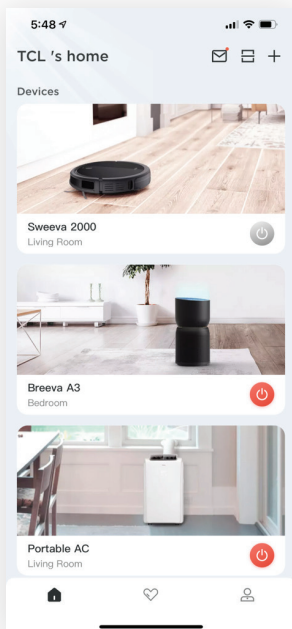 5:48
TCL 's home
Devices
Sweeva 2000
Living Room
Breeva A3
Bedroom
Portable AC
Living Room